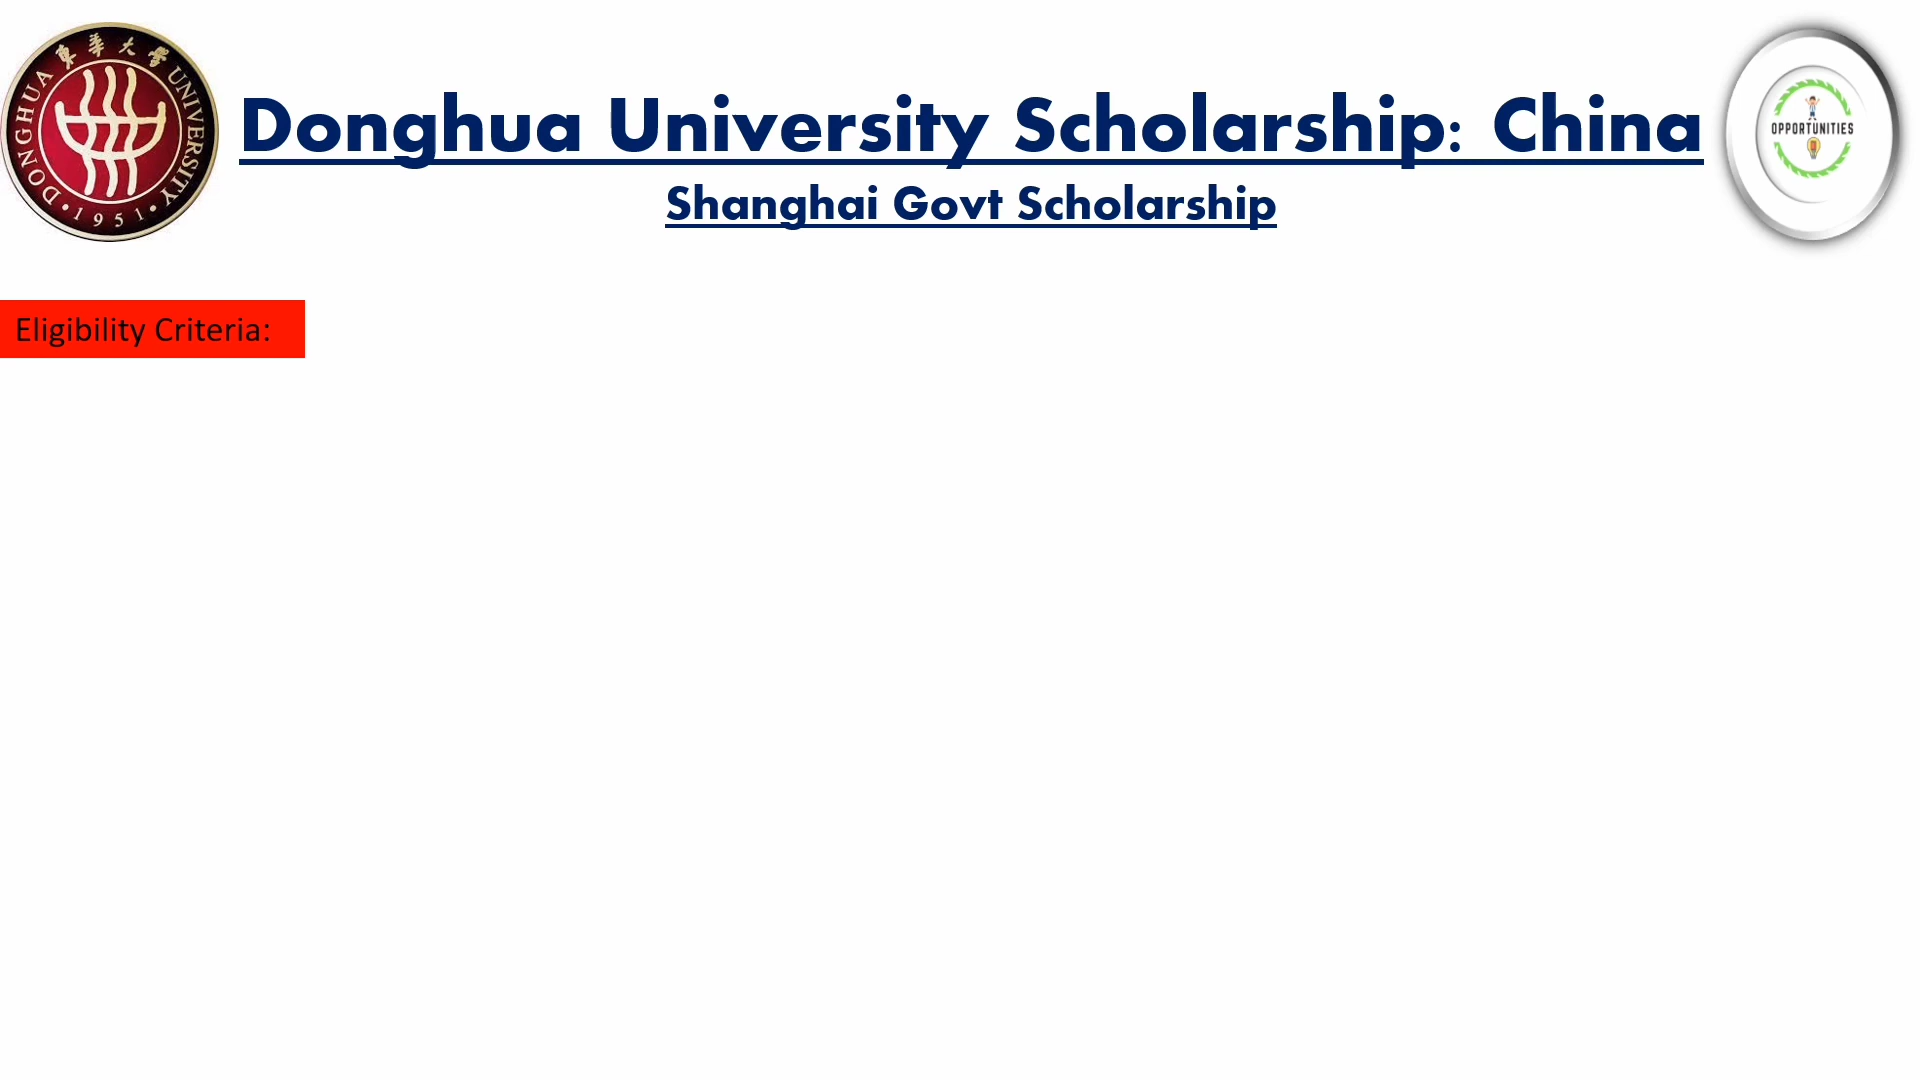 東華大學
DONGHUA UNIVERSITY
•1951•
Donghua University Scholarship: China
Shanghai Govt Scholarship
OPPORTUNITIES
Eligibility Criteria: